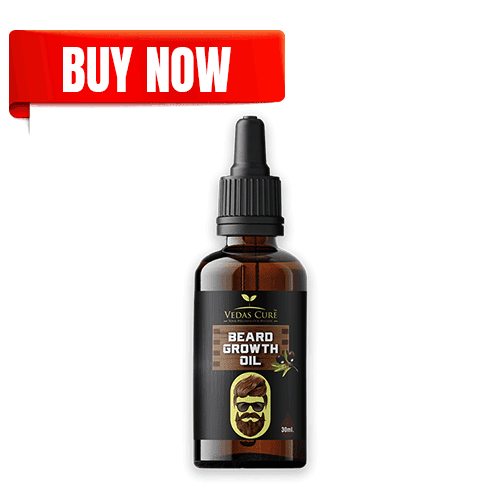 BUY NOW
VEDAS CURE
BEARD
GROWTH
OIL
30ml.